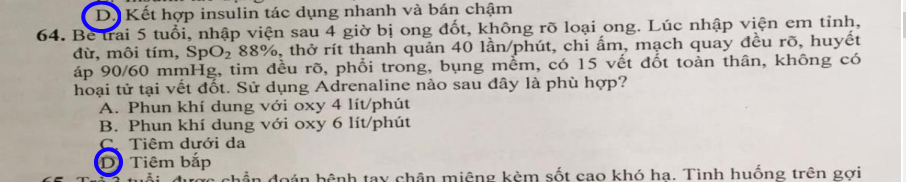 D. Kết hợp insulin tác dụng nhanh và bán chậm
64. Bé trai 5 tuổi, nhập viện sau 4 giờ bị ong đốt, không rõ loại ong. Lúc nhập viện em tỉnh,
đừ, môi tím, SpO₂ 88%, thở rít thanh quản 40 lần/phút, chi ấm, mạch quay đều rõ, huyết
áp 90/60 mmHg, tim đều rõ, phổi trong, bụng mềm, có 15 vết đốt toàn thân, không có
hoại tử tại vết đốt. Sử dụng Adrenaline nào sau đây là phù hợp?
A. Phun khí dung với oxy 4 lít/phút
B. Phun khí dung với oxy 6 lít/phút
C. Tiêm dưới da
D. Tiêm bắp
được chẩn đoán bệnh tay chân miệng kèm sốt cao khó hạ. Tình huống trên gợi